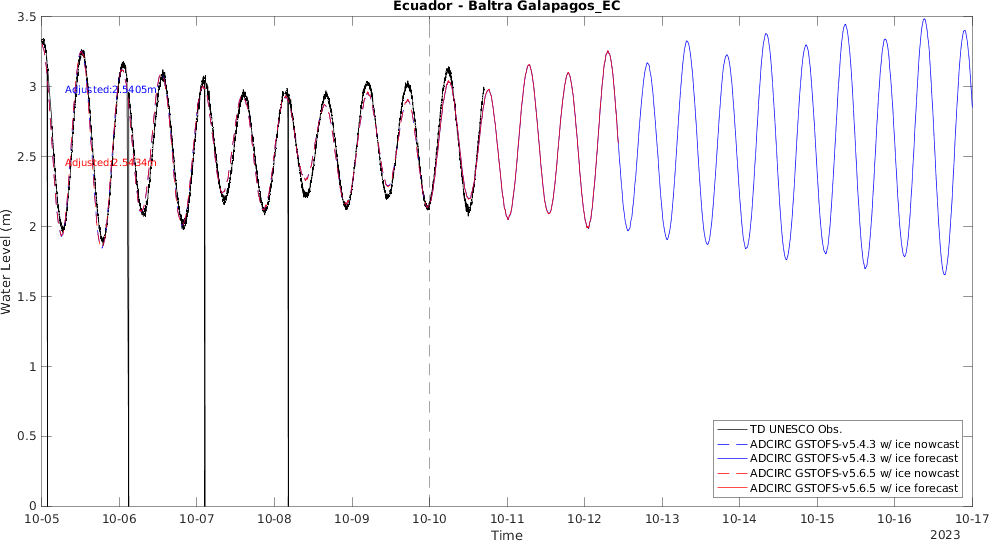 Ecuador - Baltra Galapagos_EC
3.5
3
2.5
2
1.5
1
0.5
0
Water Level (m)
Adjusted:2.5405m
Adjusted:2.5434m
TD UNESCO Obs.
ADCIRC GSTOFS-v5.4.3 w/ ice nowcast
ADCIRC GSTOFS-v5.4.3 w/ ice forecast
ADCIRC GSTOFS-v5.6.5 w/ ice nowcast
ADCIRC GSTOFS-v5.6.5 w/ ice forecast
10-05 10-06 10-07 10-08 10-09 10-10 10-11 10-12 10-13 10-14 10-15 10-16 10-17
Time
2023